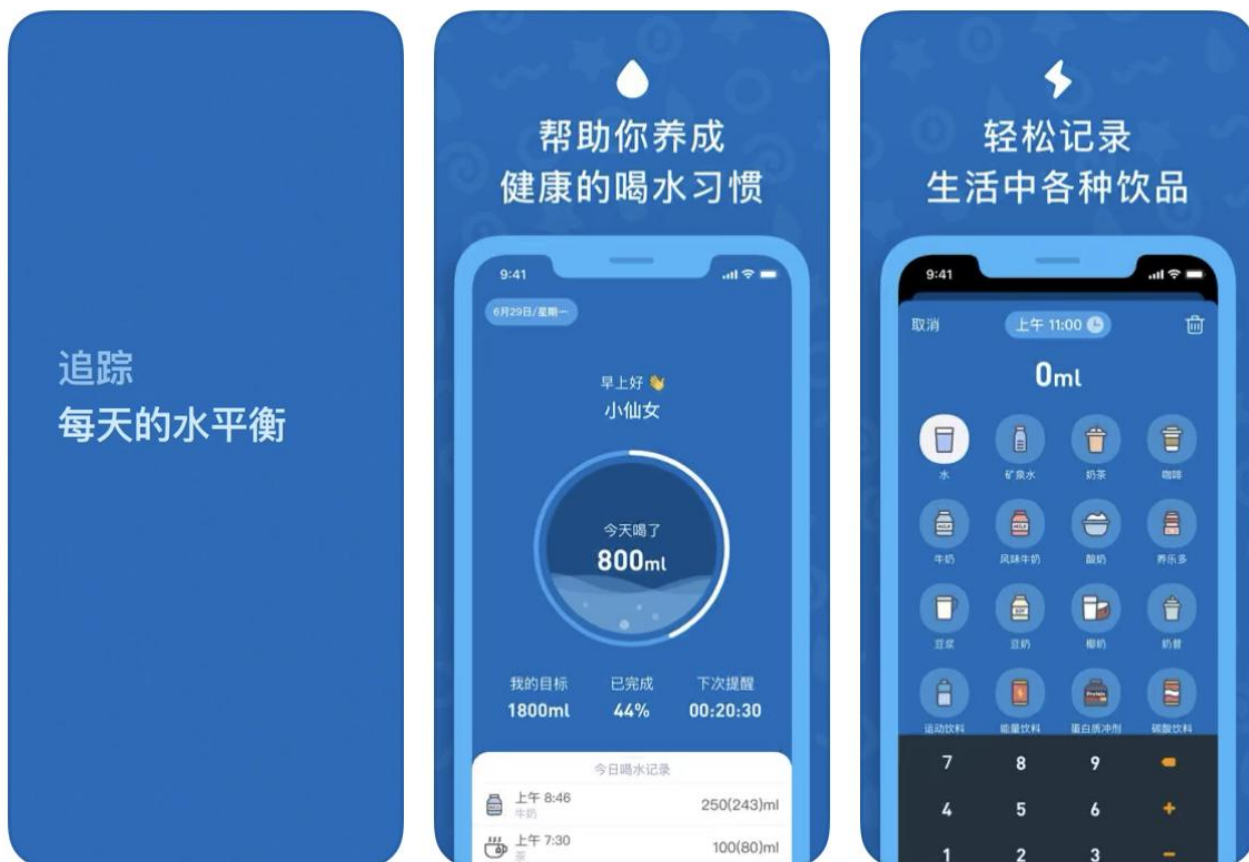 追踪
每天的水平衡
帮助你养成
健康的喝水习惯
9:41
6月29日/星期一
早上好 👋
小仙女
今天喝了
800ml
我的目标 已完成 下次提醒
1800ml 44% 00:20:30
今日喝水记录
上午 8:46
牛奶
250(243)ml
上午 7:30
茶
100(80)ml
轻松记录
生活中各种饮品
9:41
取消 上午 11:00
0ml
水 矿泉水 奶茶 咖啡
牛奶 风味牛奶 酸奶 养乐多
豆浆 豆奶 椰奶 奶昔
运动饮料 能量饮料 蛋白质冲剂 碳酸饮料
7 8 9
4 5 6 +
1 2 3 −